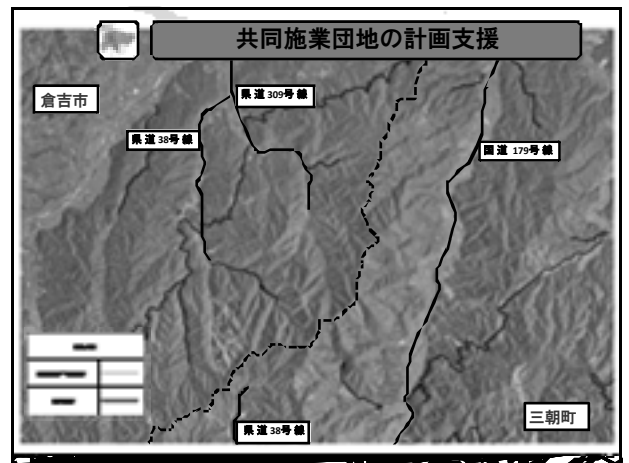 共同施業団地の計画支援
倉吉市
県道309号線
県道38号線
国道 179号線
三朝町
県道38号線